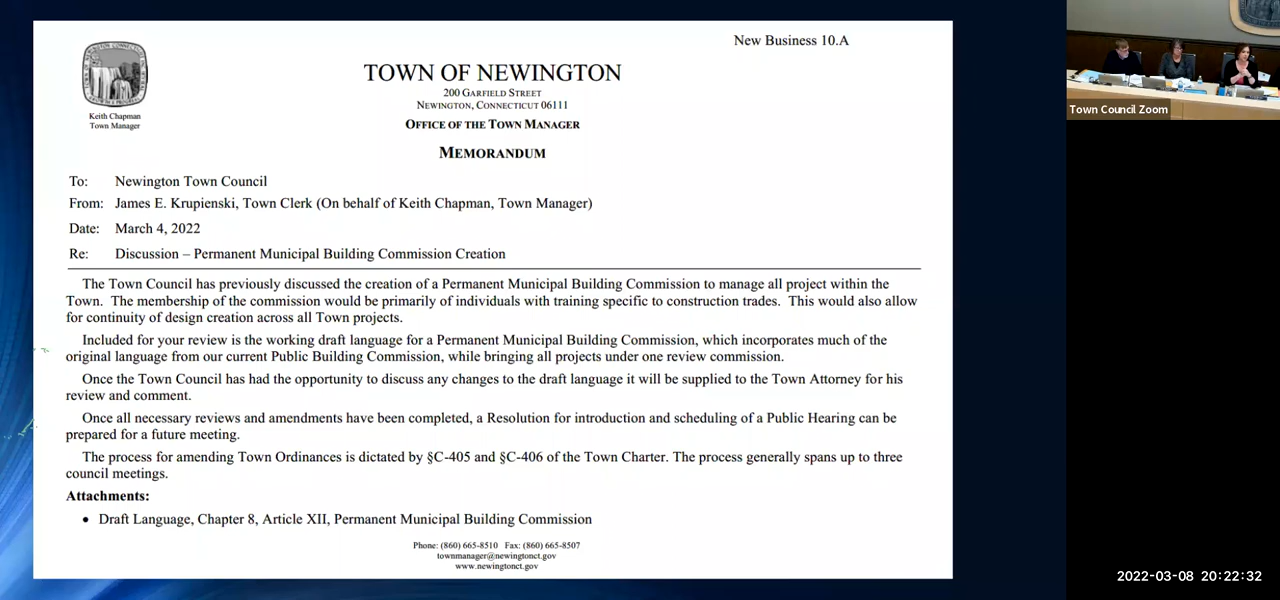 New Business 10.A
TOWN OF NEWINGTON
200 GARFIELD STREET
NEWINGTON, CONNECTICUT 06111
OFFICE OF THE TOWN MANAGER
MEMORANDUM
Keith Chapman
Town Manager
To: Newington Town Council
From: James E. Krupienski, Town Clerk (On behalf of Keith Chapman, Town Manager)
Date: March 4, 2022
Re: Discussion – Permanent Municipal Building Commission Creation
The Town Council has previously discussed the creation of a Permanent Municipal Building Commission to manage all project within the
Town. The membership of the commission would be primarily of individuals with training specific to construction trades. This would also allow
for continuity of design creation across all Town projects.
Included for your review is the working draft language for a Permanent Municipal Building Commission, which incorporates much of the
original language from our current Public Building Commission, while bringing all projects under one review commission.
Once the Town Council has had the opportunity to discuss any changes to the draft language it will be supplied to the Town Attorney for his
review and comment.
Once all necessary reviews and amendments have been completed, a Resolution for introduction and scheduling of a Public Hearing can be
prepared for a future meeting.
The process for amending Town Ordinances is dictated by §C-405 and §C-406 of the Town Charter. The process generally spans up to three
council meetings.
Attachments:
• Draft Language, Chapter 8, Article XII, Permanent Municipal Building Commission
Phone: (860) 665-8510 Fax: (860) 665-8507
townmanager@newingtonct.gov
www.newingtonct.gov
Town Council Zoom
2022-03-08 20:22:32